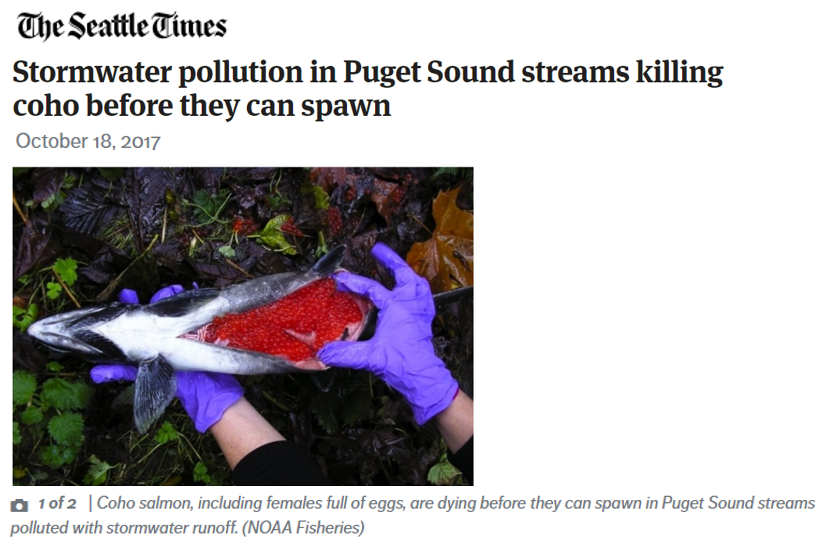 The Seattle Times
Stormwater pollution in Puget Sound streams killing
coho before they can spawn
October 18, 2017
1 of 2 | Coho salmon, including females full of eggs, are dying before they can spawn in Puget Sound streams
polluted with stormwater runoff. (NOAA Fisheries)